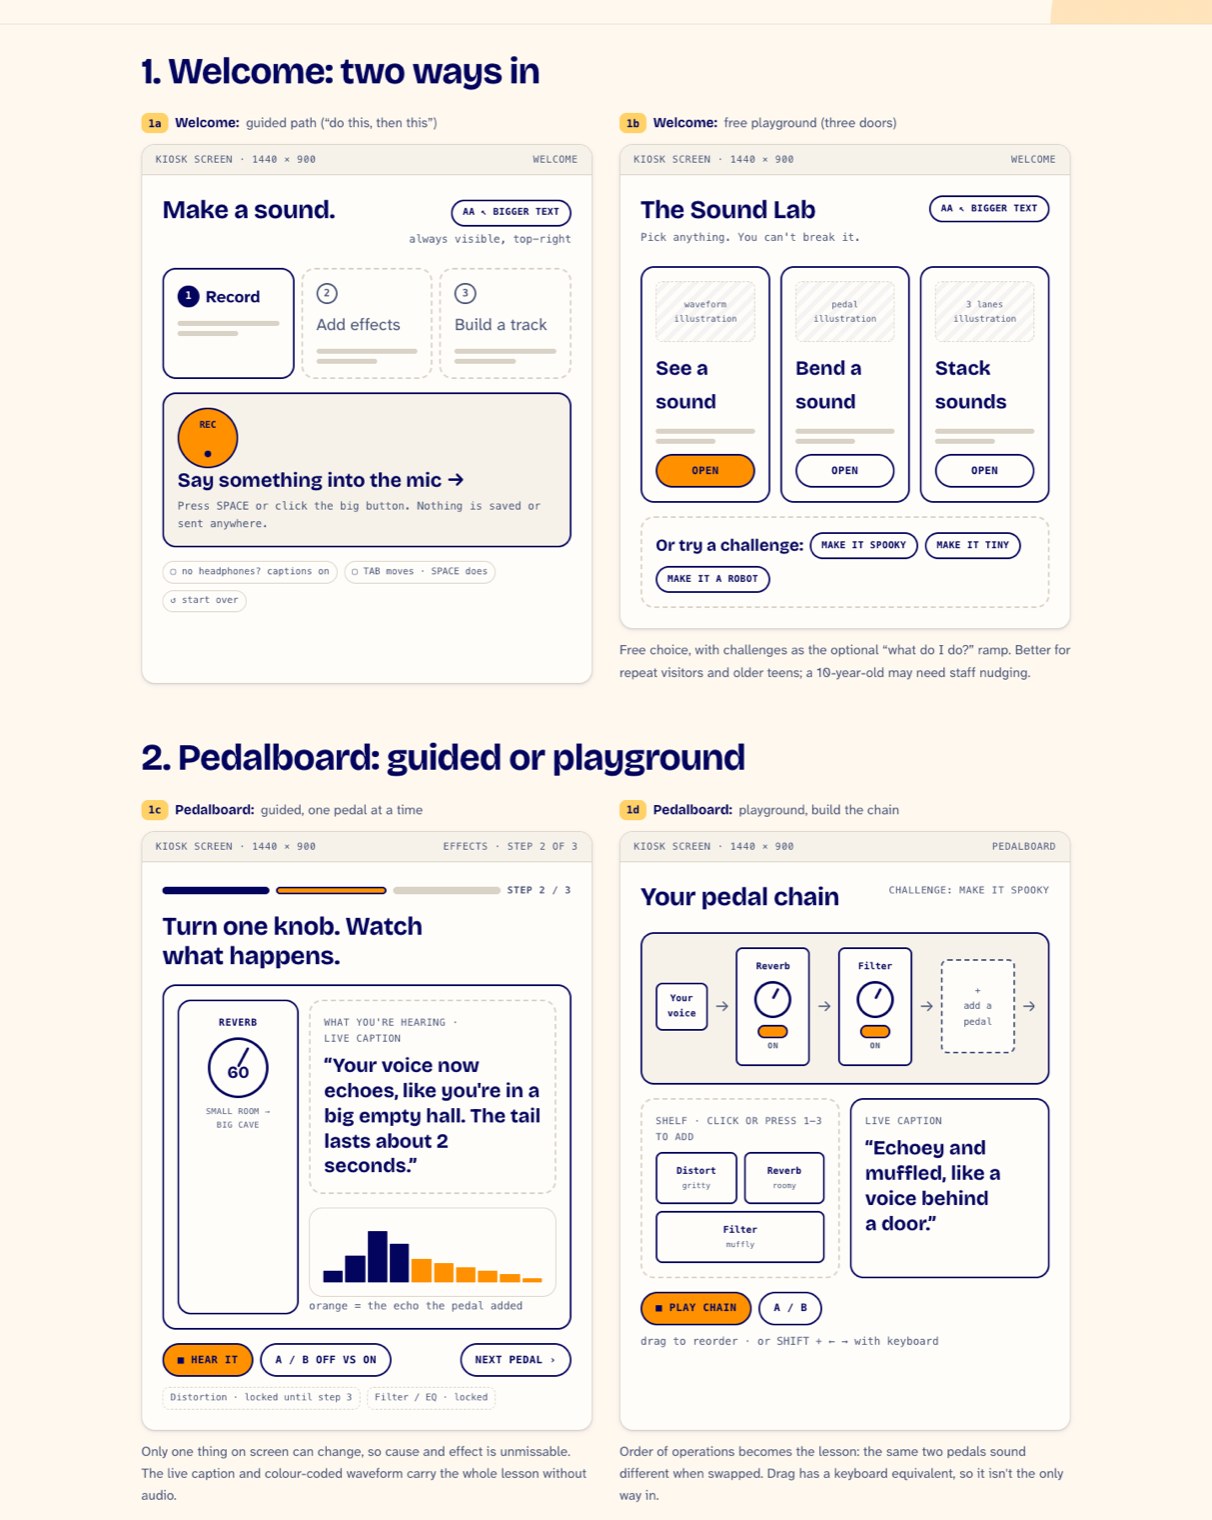 1. Welcome: two ways in
1a Welcome: guided path (“do this, then this”)
KIOSK SCREEN · 1440 × 900 WELCOME
Make a sound.
AA ↖ BIGGER TEXT
always visible, top-right
1 Record
2
Add effects
3
Build a track
REC
●
Say something into the mic →
Press SPACE or click the big button. Nothing is saved or
sent anywhere.
○ no headphones? captions on
○ TAB moves · SPACE does
↺ start over
1b Welcome: free playground (three doors)
KIOSK SCREEN · 1440 × 900 WELCOME
The Sound Lab
AA ↖ BIGGER TEXT
Pick anything. You can't break it.
waveform
illustration
See a
sound
OPEN
pedal
illustration
Bend a
sound
OPEN
3 lanes
illustration
Stack
sounds
OPEN
Or try a challenge: MAKE IT SPOOKY MAKE IT TINY
MAKE IT A ROBOT
Free choice, with challenges as the optional “what do I do?” ramp. Better for
repeat visitors and older teens; a 10-year-old may need staff nudging.
2. Pedalboard: guided or playground
1c Pedalboard: guided, one pedal at a time
KIOSK SCREEN · 1440 × 900 EFFECTS · STEP 2 OF 3
STEP 2 / 3
Turn one knob. Watch
what happens.
REVERB
60
SMALL ROOM →
BIG CAVE
WHAT YOU'RE HEARING ·
LIVE CAPTION
“Your voice now
echoes, like you're in a
big empty hall. The tail
lasts about 2
seconds.”
orange = the echo the pedal added
■ HEAR IT
A / B OFF VS ON
NEXT PEDAL ›
Distortion · locked until step 3
Filter / EQ · locked
Only one thing on screen can change, so cause and effect is unmissable.
The live caption and colour-coded waveform carry the whole lesson without
audio.
1d Pedalboard: playground, build the chain
KIOSK SCREEN · 1440 × 900 PEDALBOARD
Your pedal chain
CHALLENGE: MAKE IT SPOOKY
Your
voice
→
Reverb
ON
→
Filter
ON
→
+
add a
pedal
→
SHELF · CLICK OR PRESS 1–3
TO ADD
Distort
gritty
Reverb
roomy
Filter
muffly
LIVE CAPTION
“Echoey and
muffled, like a
voice behind
a door.”
■ PLAY CHAIN
A / B
drag to reorder · or SHIFT + ← → with keyboard
Order of operations becomes the lesson: the same two pedals sound
different when swapped. Drag has a keyboard equivalent, so it isn't the only
way in.